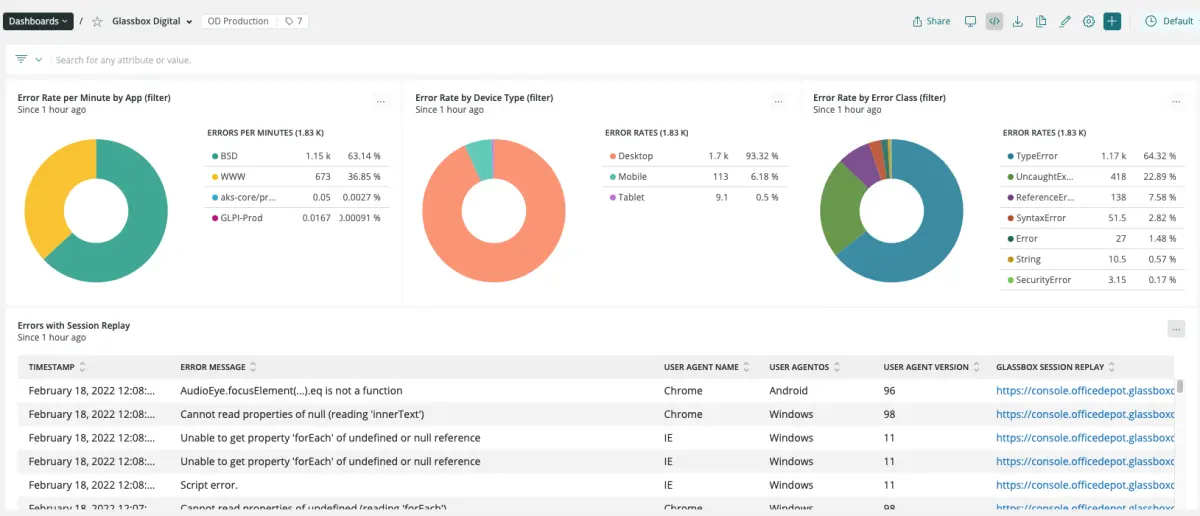 Dashboards / Glassbox Digital OD Production 7 Share Default
Search for any attribute or value.
Error Rate per Minute by App (filter)
Since 1 hour ago
...
ERRORS PER MINUTES (1.83 K)
BSD 1.15 k 63.14 %
WWW 673 36.85 %
aks-core/pr... 0.05 0.0027 %
GLPI-Prod 0.0167 0.00091 %
Error Rate by Device Type (filter)
Since 1 hour ago
...
ERROR RATES (1.83 K)
Desktop 1.7 k 93.32 %
Mobile 113 6.18 %
Tablet 9.1 0.5 %
Error Rate by Error Class (filter)
Since 1 hour ago
...
ERROR RATES (1.83 K)
TypeError 1.17 k 64.32 %
UncaughtEx... 418 22.89 %
ReferenceEr... 138 7.58 %
SyntaxError 51.5 2.82 %
Error 27 1.48 %
String 10.5 0.57 %
SecurityError 3.15 0.17 %
Errors with Session Replay
Since 1 hour ago
...
TIMESTAMP ERROR MESSAGE USER AGENT NAME USER AGENTOS USER AGENT VERSION GLASSBOX SESSION REPLAY
February 18, 2022 12:08:... AudioEye.focusElement(...).eq is not a function Chrome Android 96 https://console.officedepot.glassboxc
February 18, 2022 12:08:... Cannot read properties of null (reading 'innerText') Chrome Windows 98 https://console.officedepot.glassboxc
February 18, 2022 12:08:... Unable to get property 'forEach' of undefined or null reference IE Windows 11 https://console.officedepot.glassboxc
February 18, 2022 12:08:... Unable to get property 'forEach' of undefined or null reference IE Windows 11 https://console.officedepot.glassboxc
February 18, 2022 12:08:... Script error. IE Windows 11 https://console.officedepot.glassboxc
February 18, 2022 12:07:... Cannot read properties of undefined (reading 'forEach') Chrome Windows 98 https://console.officedepot.glassboxc